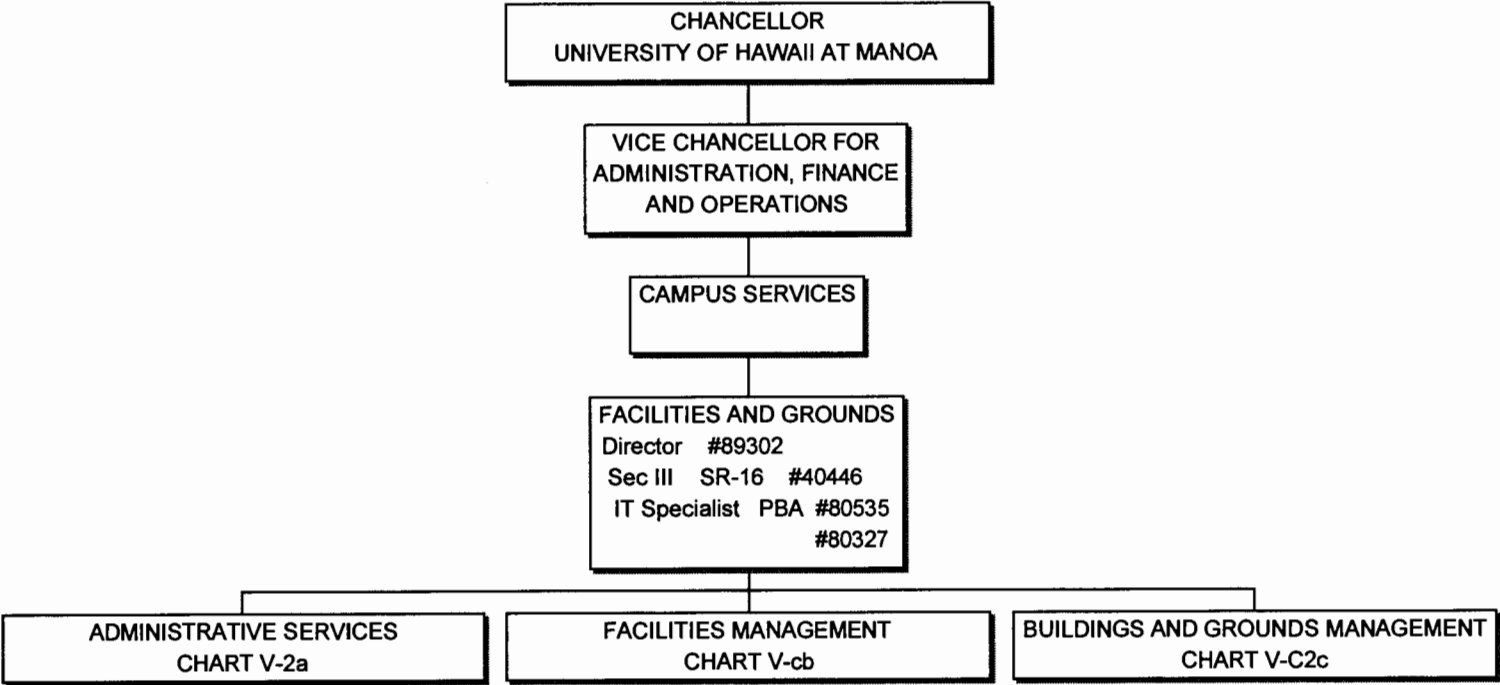 CHANCELLOR
UNIVERSITY OF HAWAII AT MANOA
VICE CHANCELLOR FOR
ADMINISTRATION, FINANCE
AND OPERATIONS
CAMPUS SERVICES
FACILITIES AND GROUNDS
Director #89302
Sec III SR-16 #40446
IT Specialist PBA #80535
#80327
ADMINISTRATIVE SERVICES
CHART V-2a
FACILITIES MANAGEMENT
CHART V-cb
BUILDINGS AND GROUNDS MANAGEMENT
CHART V-C2c